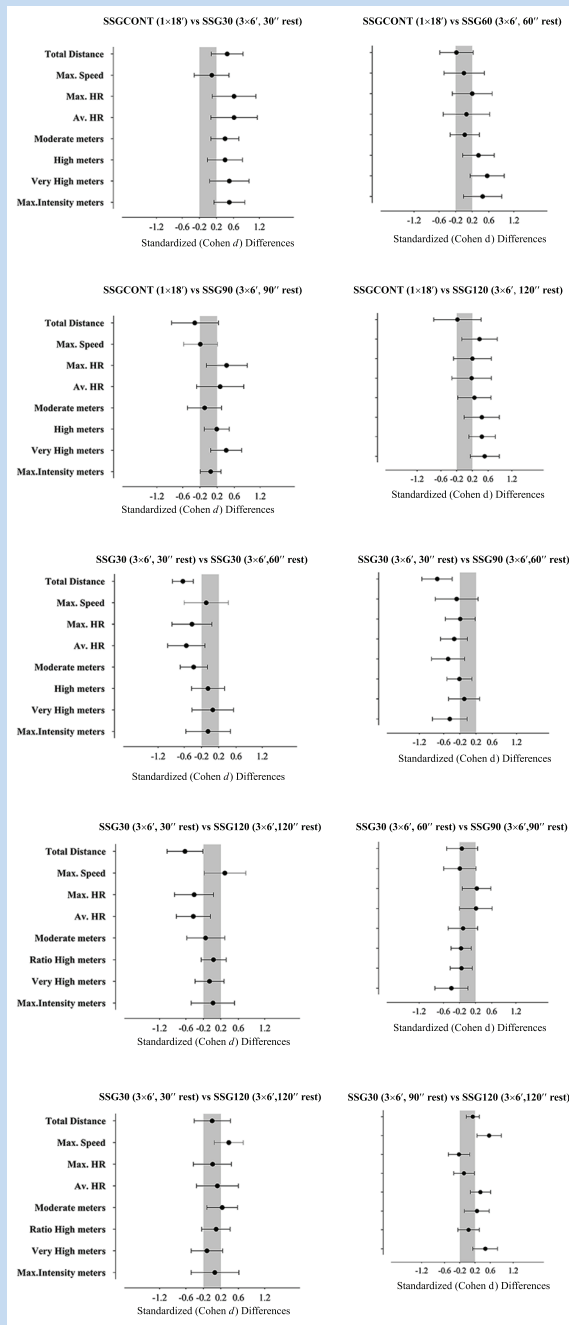 SSGCONT (1×18′) vs SSG30 (3×6′, 30′′ rest)
Total Distance
Max. Speed
Max. HR
Av. HR
Moderate meters
High meters
Very High meters
Max.Intensity meters
-1.2 -0.6 -0.2 0.2 0.6 1.2
Standardized (Cohen d) Differences
SSGCONT (1×18′) vs SSG60 (3×6′, 60′′ rest)
-1.2 -0.6 -0.2 0.2 0.6 1.2
Standardized (Cohen d) Differences
SSGCONT (1×18′) vs SSG90 (3×6′, 90′′ rest)
Total Distance
Max. Speed
Max. HR
Av. HR
Moderate meters
High meters
Very High meters
Max.Intensity meters
-1.2 -0.6 -0.2 0.2 0.6 1.2
Standardized (Cohen d) Differences
SSGCONT (1×18′) vs SSG120 (3×6′, 120′′ rest)
-1.2 -0.6 -0.2 0.2 0.6 1.2
Standardized (Cohen d) Differences
SSG30 (3×6′, 30′′ rest) vs SSG30 (3×6′,60′′ rest)
Total Distance
Max. Speed
Max. HR
Av. HR
Moderate meters
High meters
Very High meters
Max.Intensity meters
-1.2 -0.6 -0.2 0.2 0.6 1.2
Standardized (Cohen d) Differences
SSG30 (3×6′, 30′′ rest) vs SSG90 (3×6′,60′′ rest)
-1.2 -0.6 -0.2 0.2 0.6 1.2
Standardized (Cohen d) Differences
SSG30 (3×6′, 30′′ rest) vs SSG120 (3×6′,120′′ rest)
Total Distance
Max. Speed
Max. HR
Av. HR
Moderate meters
Ratio High meters
Very High meters
Max.Intensity meters
-1.2 -0.6 -0.2 0.2 0.6 1.2
Standardized (Cohen d) Differences
SSG30 (3×6′, 60′′ rest) vs SSG90 (3×6′,90′′ rest)
-1.2 -0.6 -0.2 0.2 0.6 1.2
Standardized (Cohen d) Differences
SSG30 (3×6′, 30′′ rest) vs SSG120 (3×6′,120′′ rest)
Total Distance
Max. Speed
Max. HR
Av. HR
Moderate meters
Ratio High meters
Very High meters
Max.Intensity meters
-1.2 -0.6 -0.2 0.2 0.6 1.2
Standardized (Cohen d) Differences
SSG30 (3×6′, 90′′ rest) vs SSG120 (3×6′,120′′ rest)
-1.2 -0.6 -0.2 0.2 0.6 1.2
Standardized (Cohen d) Differences